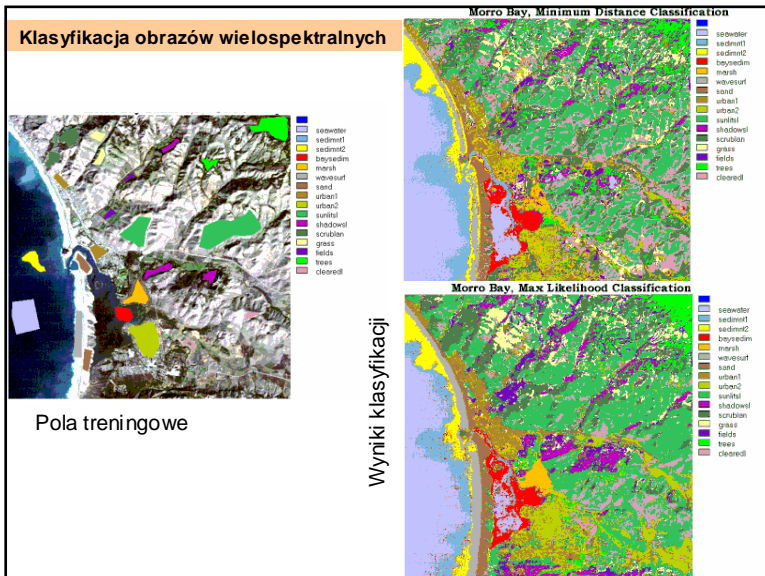 Klasyfikacja obrazów wielospektralnych
seawater
sedimnt1
sedimnt2
baysedim
marsh
wavesurf
sand
urban1
urban2
sunlitsl
shadowsl
scrublan
grass
fields
trees
cleared1
Pola treningowe
Wyniki klasyfikacji
Morro Bay, Minimum Distance Classification
seawater
sedimnt1
sedimnt2
baysedim
marsh
wavesurf
sand
urban1
urban2
sunlitsl
shadowsl
scrublan
grass
fields
trees
cleared1
Morro Bay, Max Likelihood Classification
seawater
sedimnt1
sedimnt2
baysedim
marsh
wavesurf
sand
urban1
urban2
sunlitsl
shadowsl
scrublan
grass
fields
trees
cleared1